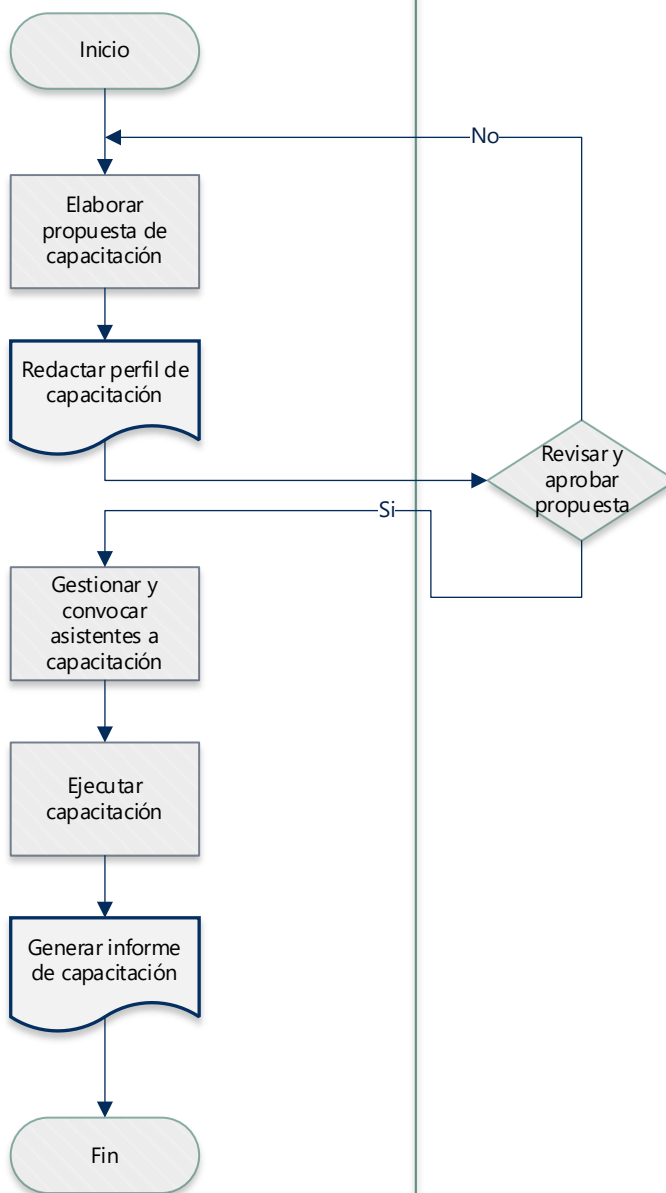 Inicio
No
Elaborar
propuesta de
capacitación
Redactar perfil de
capacitación
Revisar y
aprobar
propuesta
Si
Gestionar y
convocar
asistentes a
capacitación
Ejecutar
capacitación
Generar informe
de capacitación
Fin